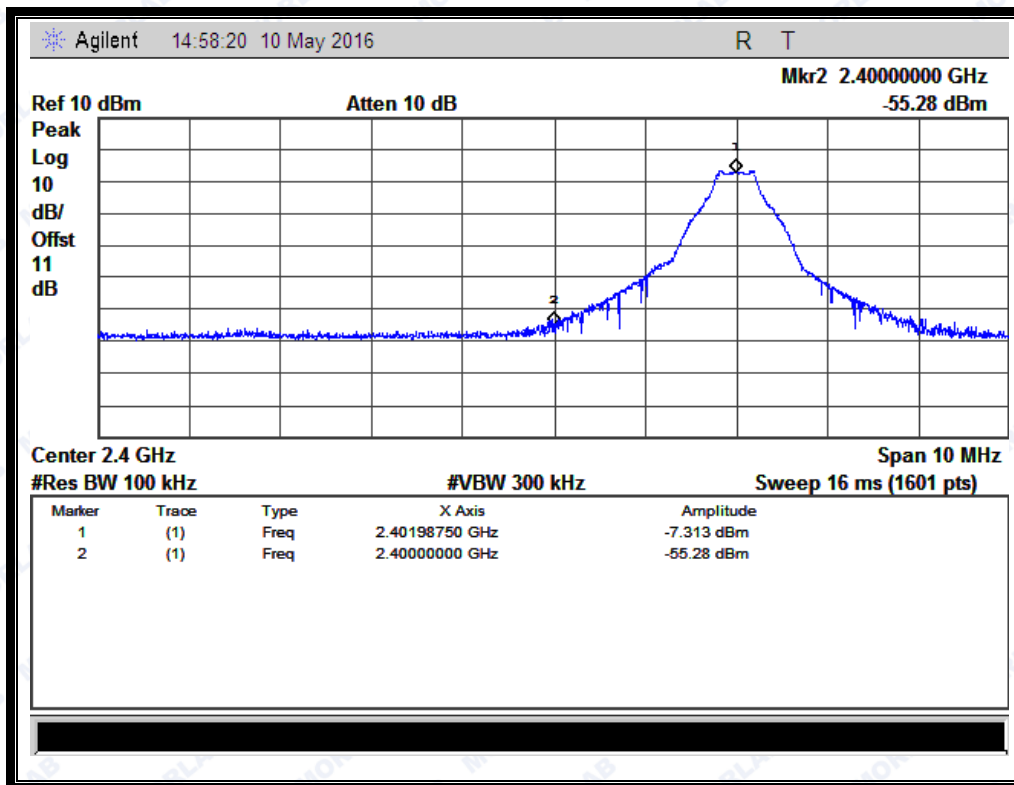 Agilent 14:58:20 10 May 2016 R T
Mkr2 2.40000000 GHz
Ref 10 dBm Atten 10 dB -55.28 dBm
Peak
Log
10
dB/
Offst
11
dB
1
2
Center 2.4 GHz Span 10 MHz
#Res BW 100 kHz #VBW 300 kHz Sweep 16 ms (1601 pts)
Marker Trace Type X Axis Amplitude
1 (1) Freq 2.40198750 GHz -7.313 dBm
2 (1) Freq 2.40000000 GHz -55.28 dBm